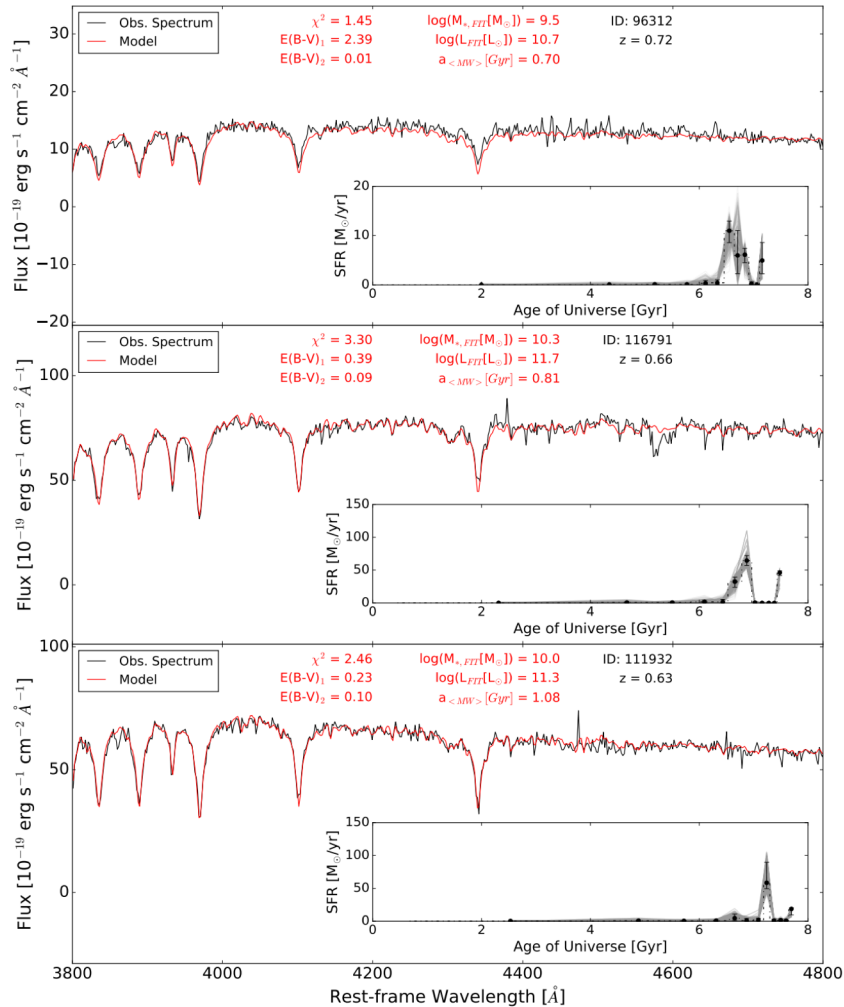 Obs. Spectrum
Model
χ² = 1.45
E(B-V)₁ = 2.39
E(B-V)₂ = 0.01
log(M*,FIT[M⊙]) = 9.5
log(LFIT[L⊙]) = 10.7
a<MW>[Gyr] = 0.70
ID: 96312
z = 0.72
30
20
10
0
−10
−20
Flux [10⁻¹⁹ erg s⁻¹ cm⁻² Å⁻¹]
20
10
0
SFR [M⊙/yr]
0 2 4 6 8
Age of Universe [Gyr]
Obs. Spectrum
Model
χ² = 3.30
E(B-V)₁ = 0.39
E(B-V)₂ = 0.09
log(M*,FIT[M⊙]) = 10.3
log(LFIT[L⊙]) = 11.7
a<MW>[Gyr] = 0.81
ID: 116791
z = 0.66
100
50
0
Flux [10⁻¹⁹ erg s⁻¹ cm⁻² Å⁻¹]
150
100
50
0
SFR [M⊙/yr]
0 2 4 6 8
Age of Universe [Gyr]
Obs. Spectrum
Model
χ² = 2.46
E(B-V)₁ = 0.23
E(B-V)₂ = 0.10
log(M*,FIT[M⊙]) = 10.0
log(LFIT[L⊙]) = 11.3
a<MW>[Gyr] = 1.08
ID: 111932
z = 0.63
100
50
0
Flux [10⁻¹⁹ erg s⁻¹ cm⁻² Å⁻¹]
150
100
50
0
SFR [M⊙/yr]
0 2 4 6 8
Age of Universe [Gyr]
3800 4000 4200 4400 4600 4800
Rest-frame Wavelength [Å]